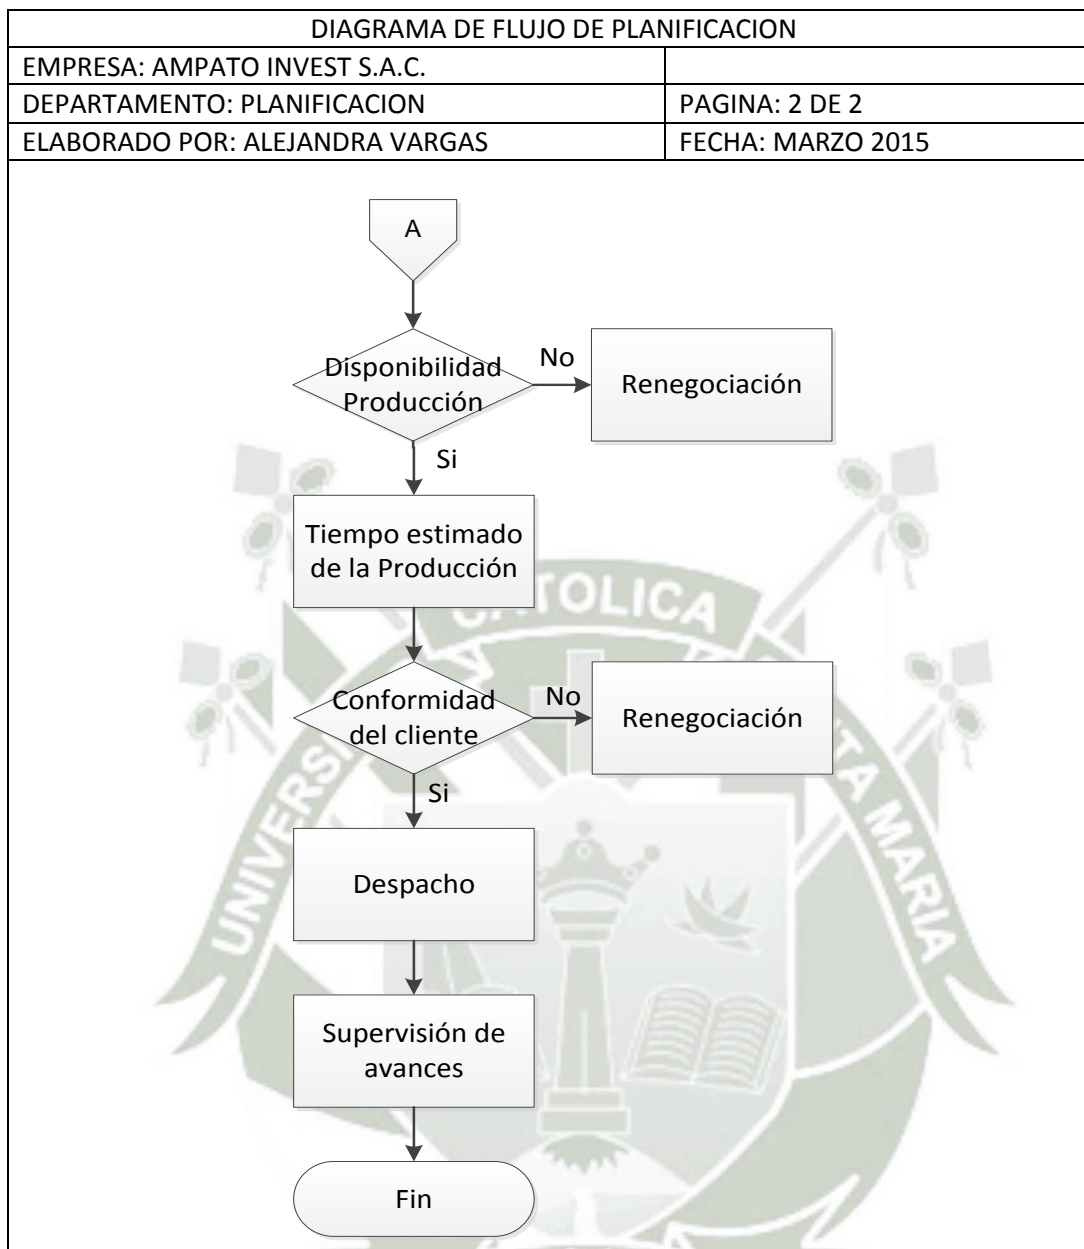 DIAGRAMA DE FLUJO DE PLANIFICACION
EMPRESA: AMPATO INVEST S.A.C.
DEPARTAMENTO: PLANIFICACION
PAGINA: 2 DE 2
ELABORADO POR: ALEJANDRA VARGAS
FECHA: MARZO 2015
A
Disponibilidad
Producción
No
Renegociación
Si
Tiempo estimado
de la Producción
CATOLICA
Conformidad
del cliente
No
Renegociación
Si
Despacho
MARIA
Supervisión de
avances
Fin